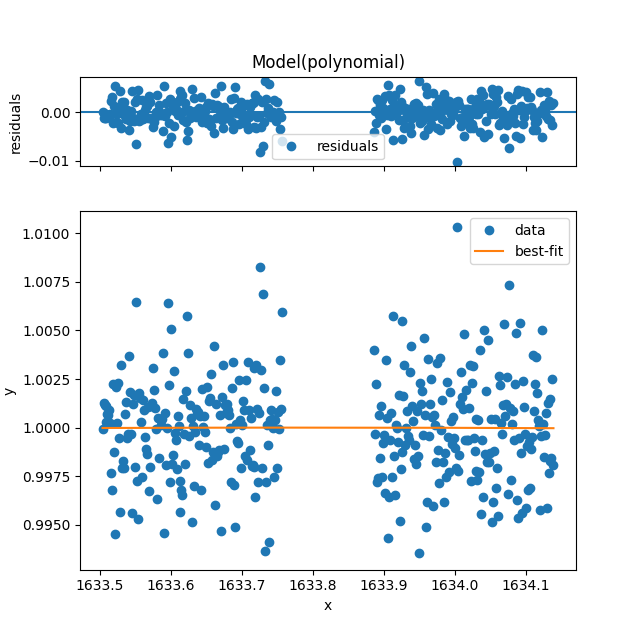 Model(polynomial)
residuals
0.00
−0.01
residuals
y
1.0100
1.0075
1.0050
1.0025
1.0000
0.9975
0.9950
data
best-fit
1633.5 1633.6 1633.7 1633.8 1633.9 1634.0 1634.1
x